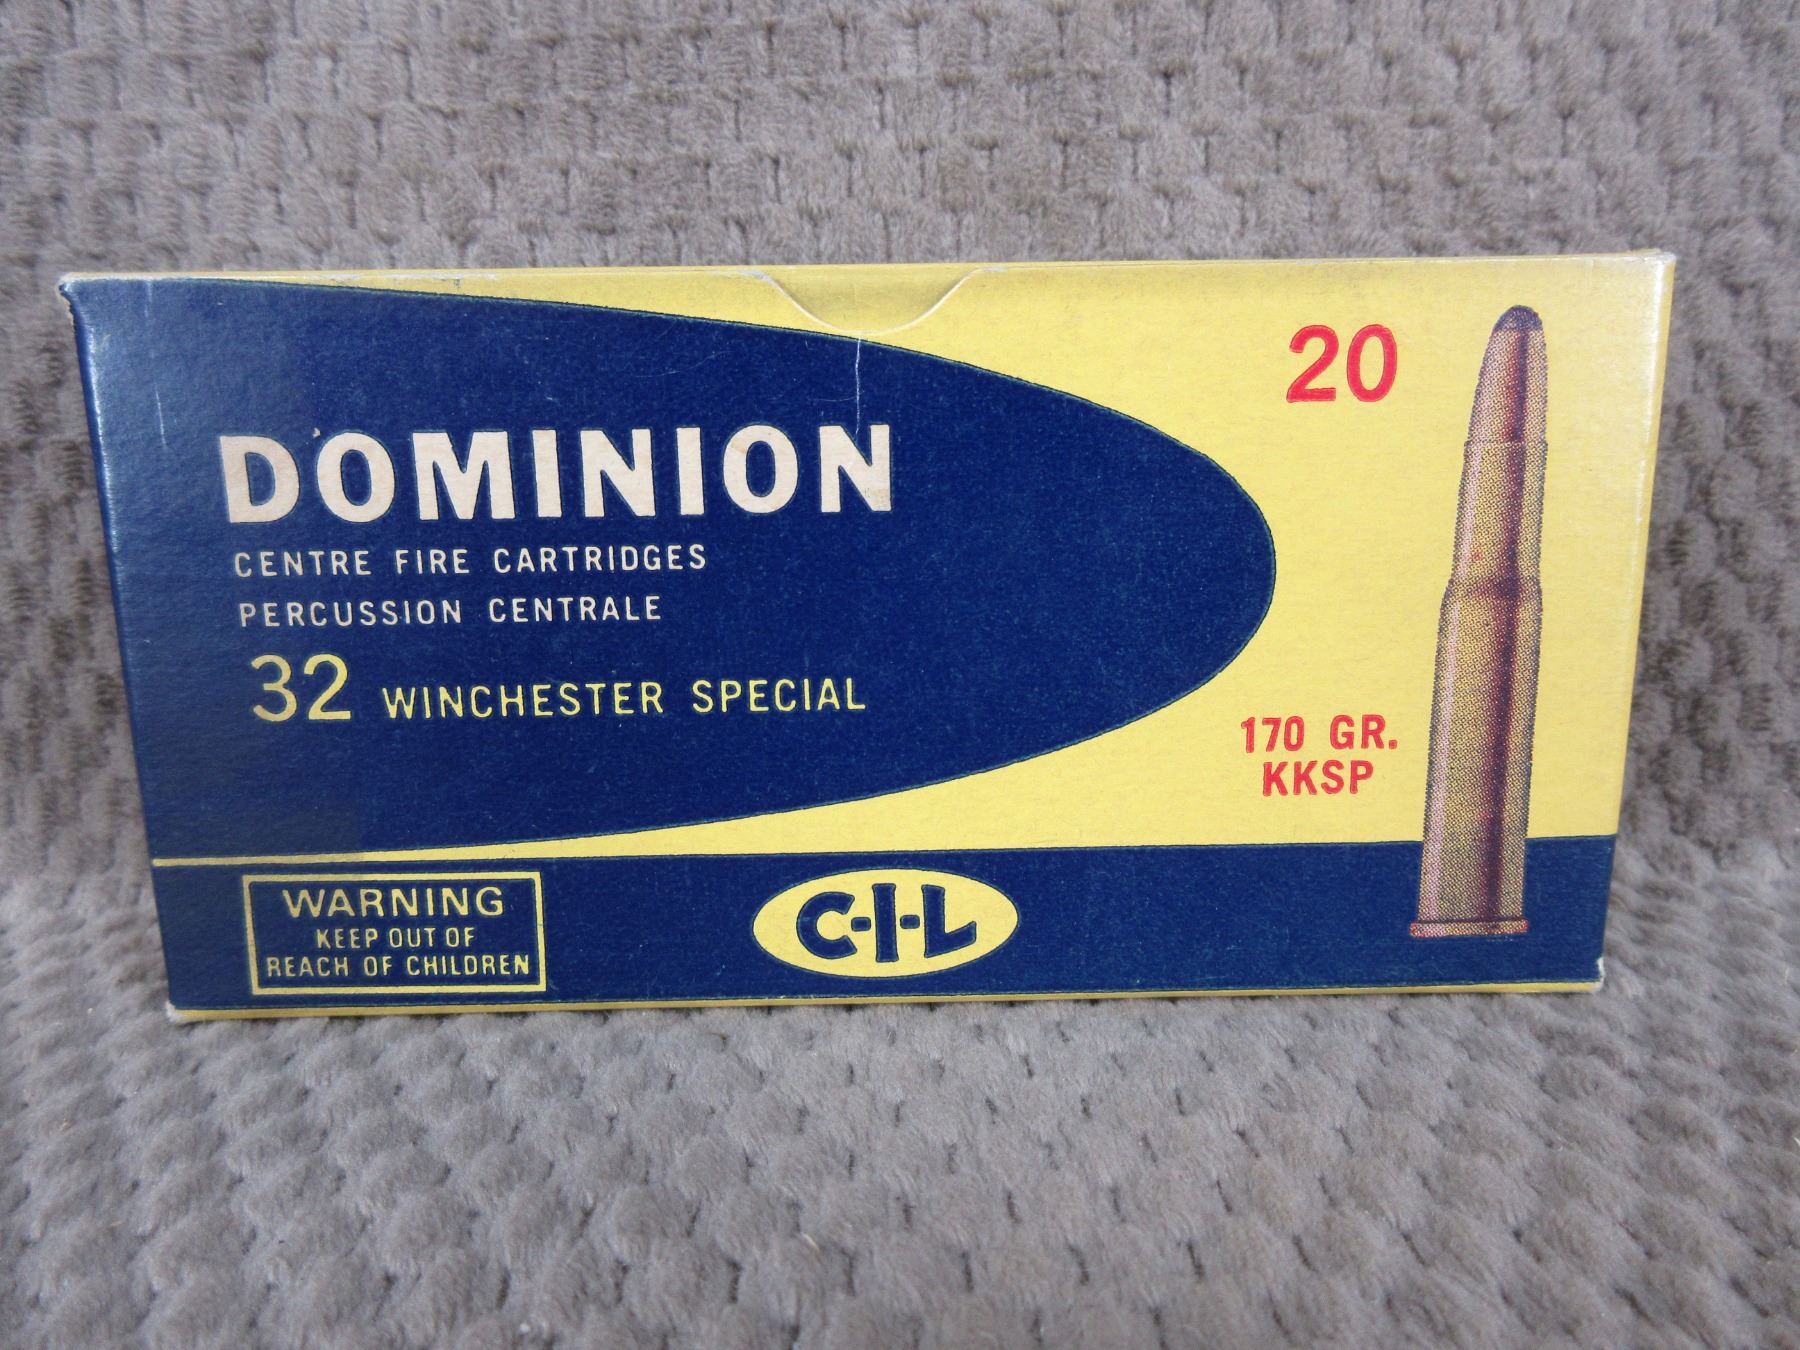 DOMINION
CENTRE FIRE CARTRIDGES
PERCUSSION CENTRALE
32 WINCHESTER SPECIAL
20
170 GR.
KKSP
WARNING
KEEP OUT OF
REACH OF CHILDREN
C-I-L